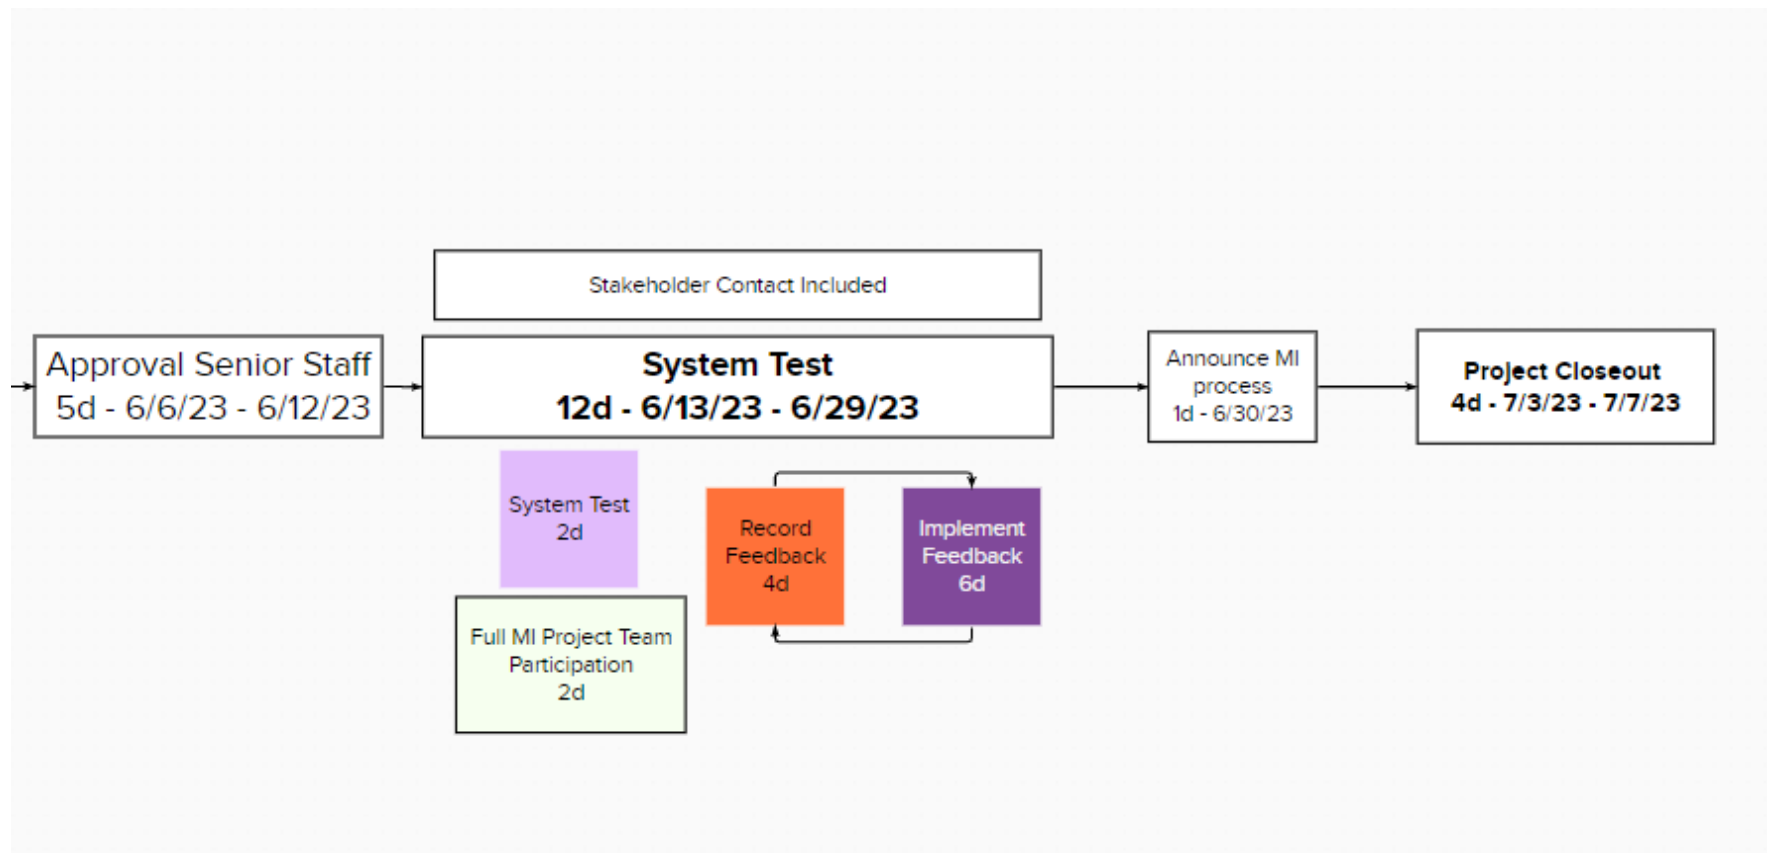 Stakeholder Contact Included
Approval Senior Staff
5d - 6/6/23 - 6/12/23
System Test
12d - 6/13/23 - 6/29/23
Announce MI
process
1d - 6/30/23
Project Closeout
4d - 7/3/23 - 7/7/23
System Test
2d
Record
Feedback
4d
Implement
Feedback
6d
Full MI Project Team
Participation
2d